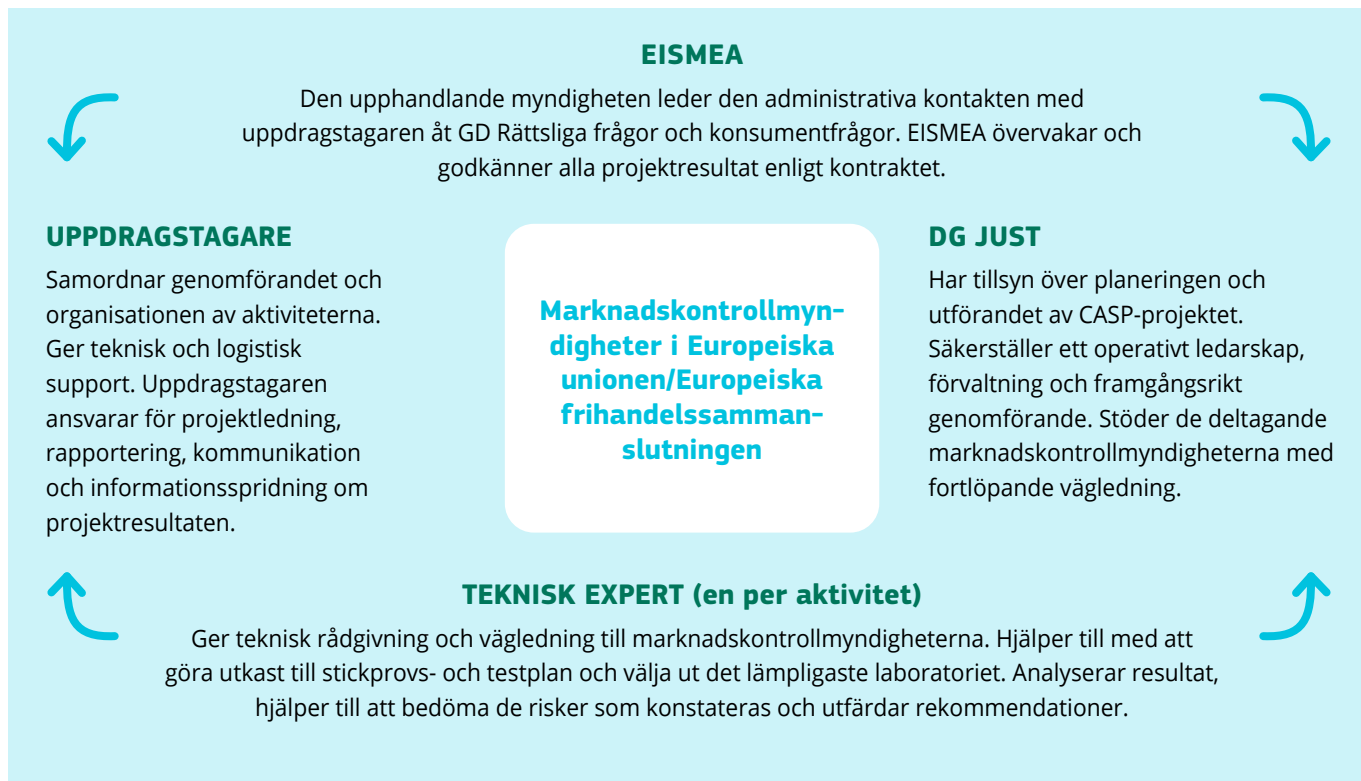 EISMEA
Den upphandlande myndigheten leder den administrativa kontakten med
uppdragstagaren åt GD Rättsliga frågor och konsumentfrågor. EISMEA övervakar och
godkänner alla projektresultat enligt kontraktet.
UPPDRAGSTAGARE
Samordnar genomförandet och
organisationen av aktiviteterna.
Ger teknisk och logistisk
support. Uppdragstagaren
ansvarar för projektledning,
rapportering, kommunikation
och informationsspridning om
projektresultaten.
Marknadskontrollmyn-
digheter i Europeiska
unionen/Europeiska
frihandelssamman-
slutningen
DG JUST
Har tillsyn över planeringen och
utförandet av CASP-projektet.
Säkerställer ett operativt ledarskap,
förvaltning och framgångsrikt
genomförande. Stöder de deltagande
marknadskontrollmyndigheterna med
fortlöpande vägledning.
TEKNISK EXPERT (en per aktivitet)
Ger teknisk rådgivning och vägledning till marknadskontrollmyndigheterna. Hjälper till med att
göra utkast till stickprovs- och testplan och välja ut det lämpligaste laboratoriet. Analyserar resultat,
hjälper till att bedöma de risker som konstateras och utfärdar rekommendationer.